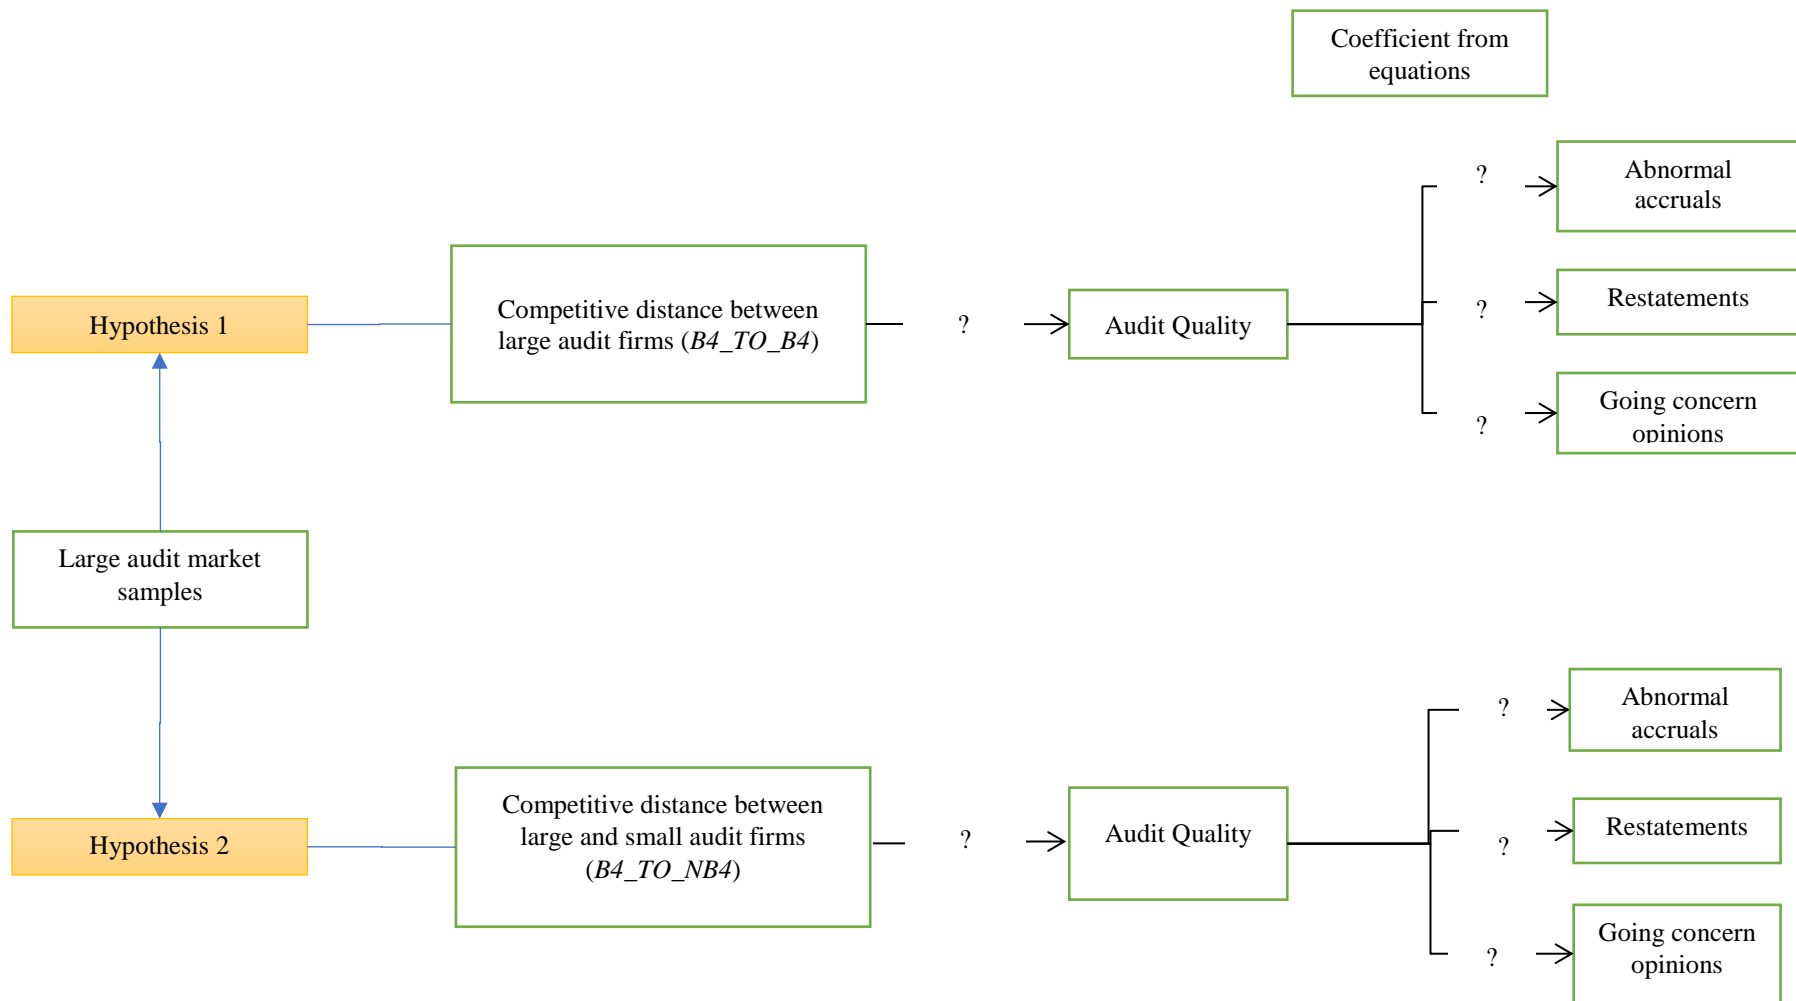 Coefficient from
equations
Abnormal
accruals
?
Restatements
?
Going concern
opinions
?
Hypothesis 1
Competitive distance between
large audit firms (B4_TO_B4)
?
Audit Quality
Large audit market
samples
Hypothesis 2
Competitive distance between
large and small audit firms
(B4_TO_NB4)
?
Audit Quality
?
Abnormal
accruals
?
Restatements
?
Going concern
opinions